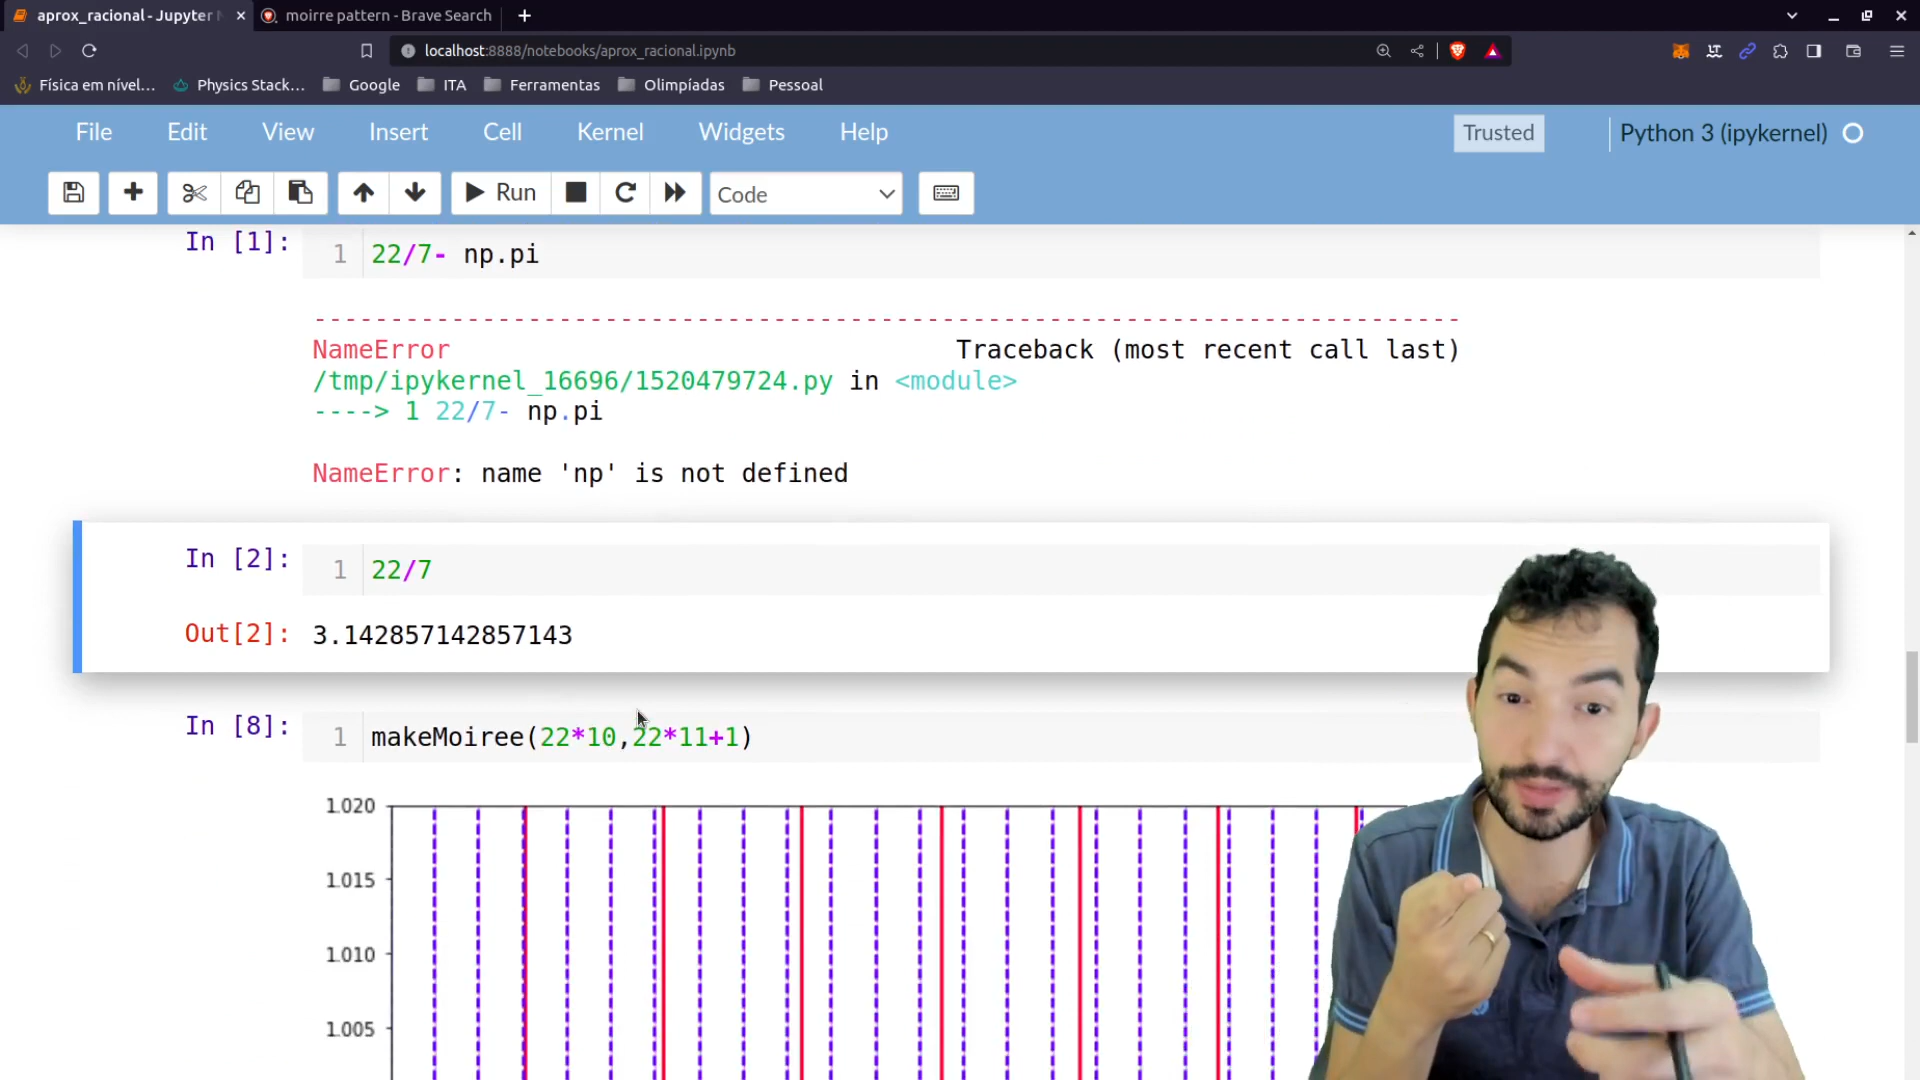 aprox_racional - Jupyter N
moirre pattern - Brave Search
localhost:8888/notebooks/aprox_racional.ipynb
Física em nível... Physics Stack... Google ITA Ferramentas Olimpíadas Pessoal
File Edit View Insert Cell Kernel Widgets Help Trusted Python 3 (ipykernel)
Run Code
In [1]: 1 22/7- np.pi
---------------------------------------------------------------------------
NameError Traceback (most recent call last)
/tmp/ipykernel_16696/1520479724.py in <module>
----> 1 22/7- np.pi
NameError: name 'np' is not defined
In [2]: 1 22/7
Out[2]: 3.142857142857143
In [8]: 1 makeMoiree(22*10,22*11+1)
1.020
1.015
1.010
1.005